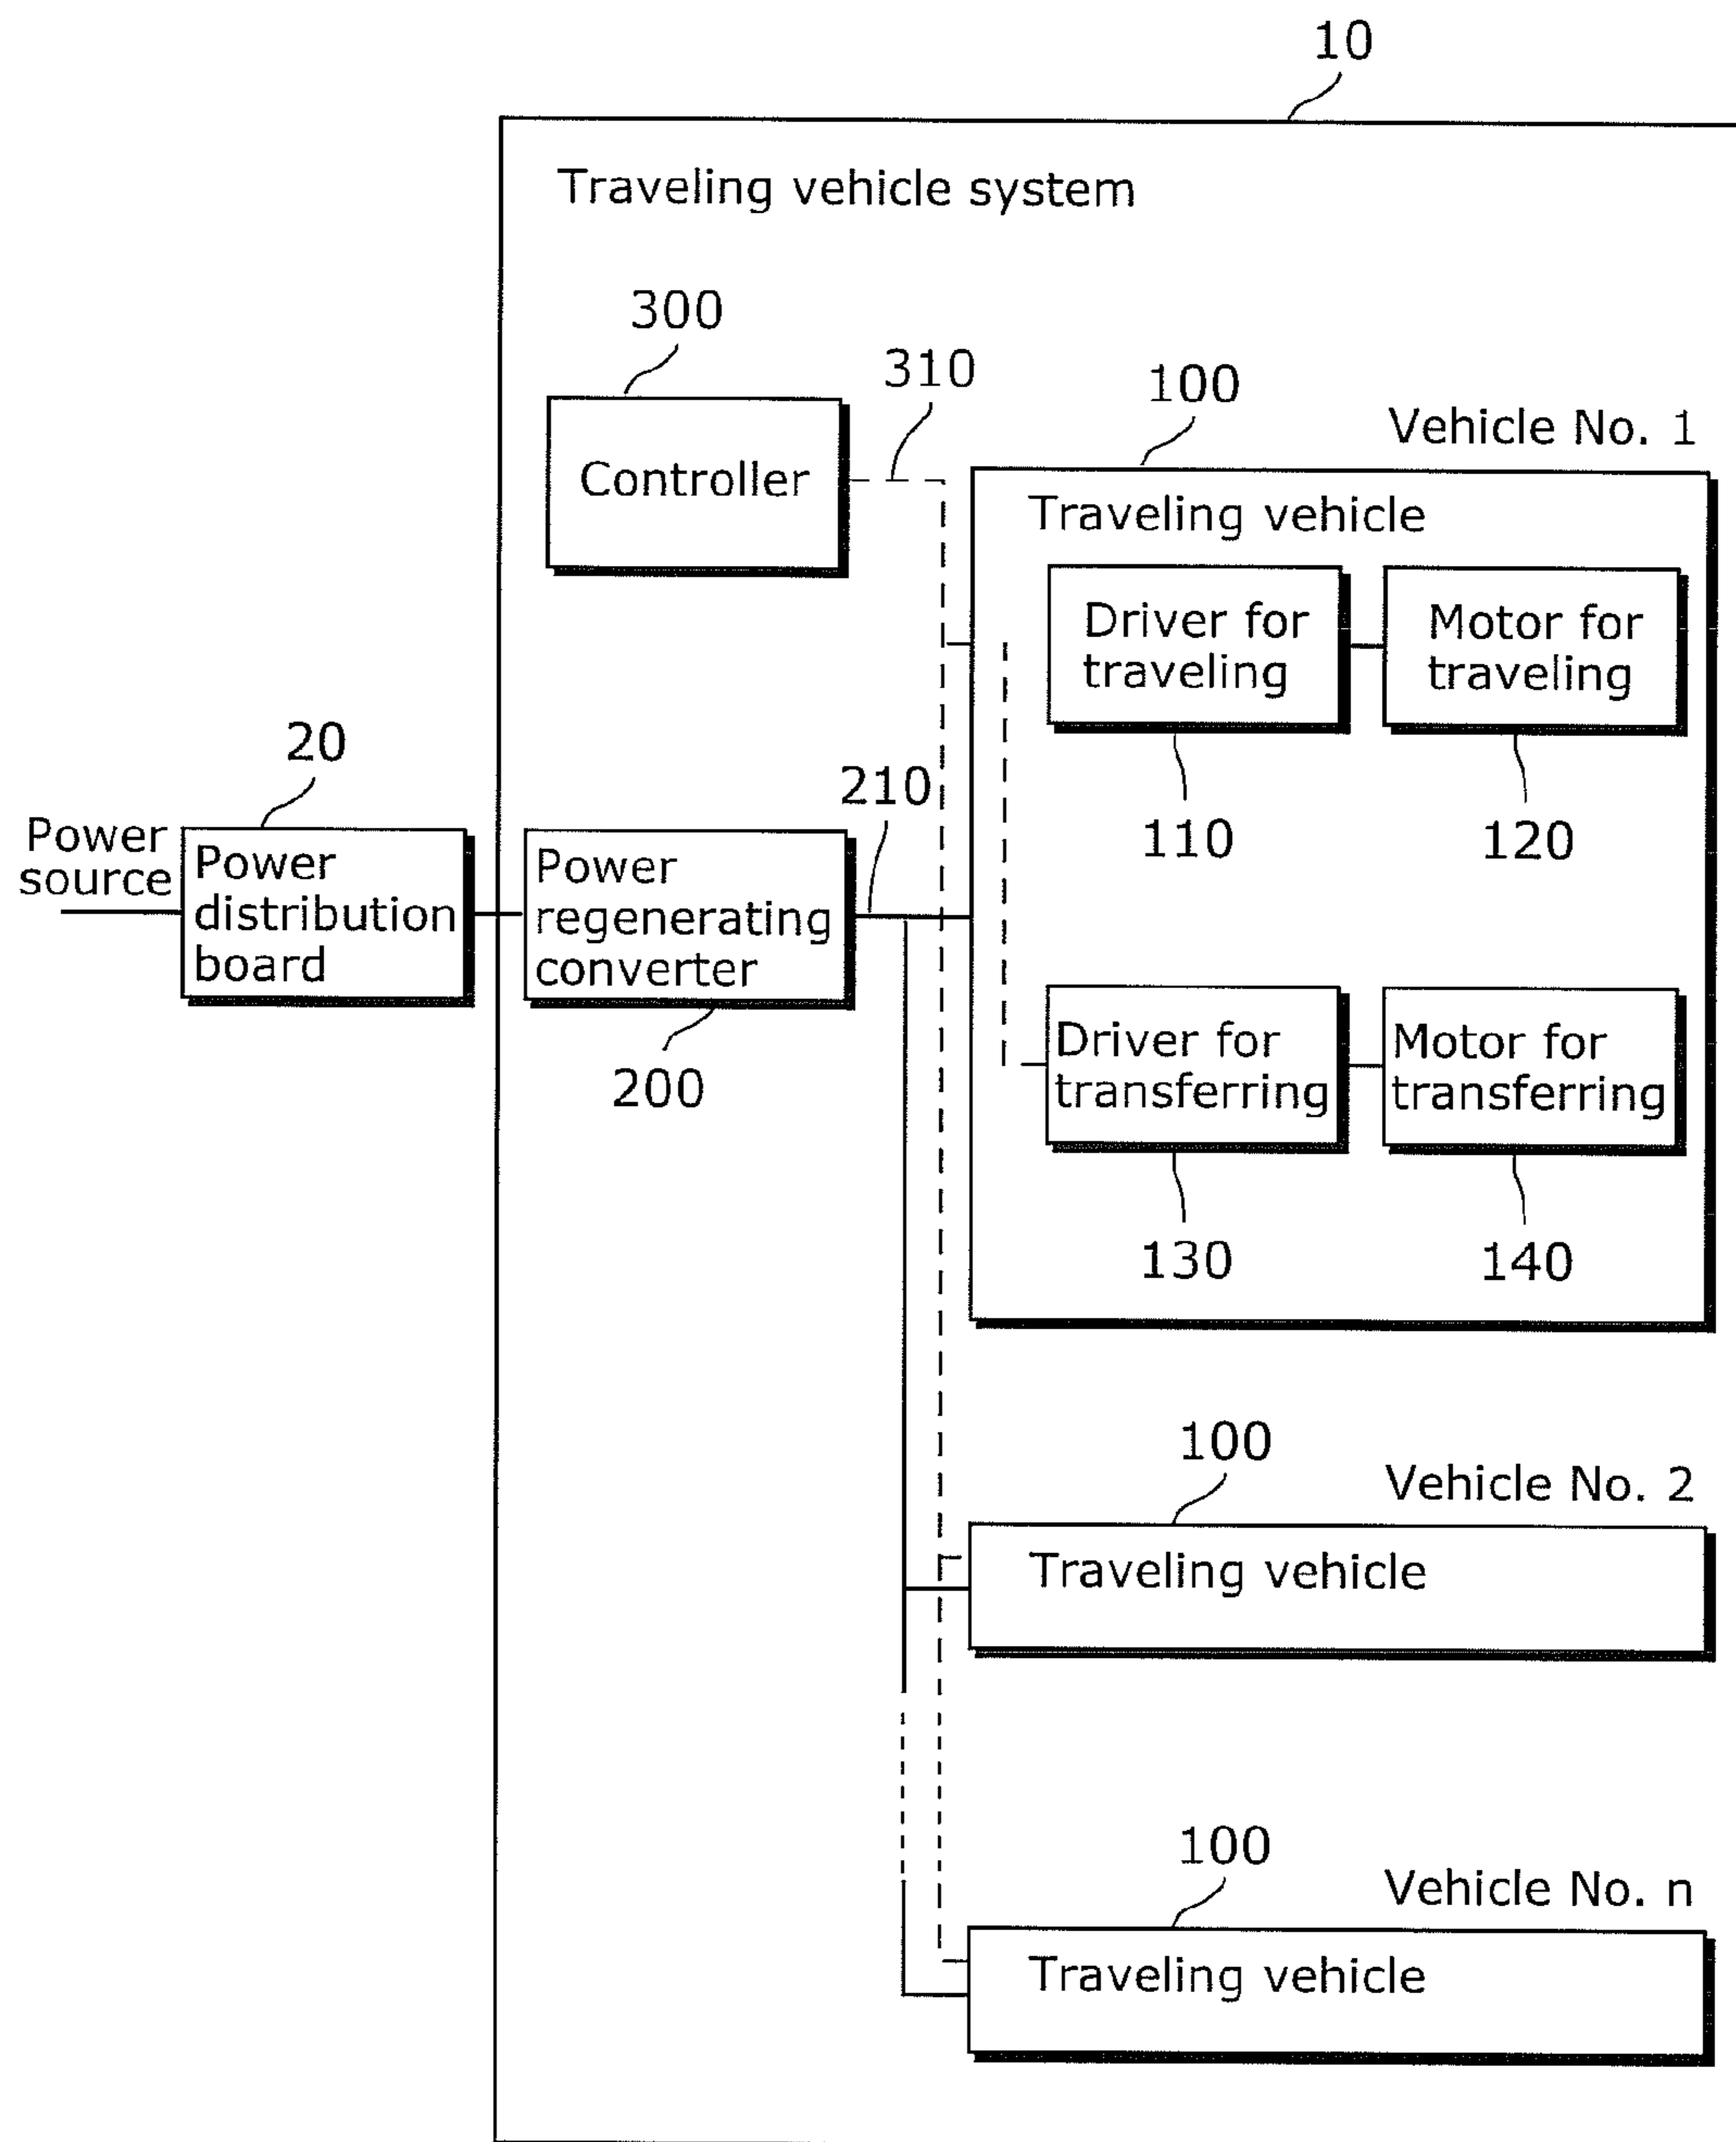 10
Traveling vehicle system
300
310
100
Vehicle No. 1
Controller
Traveling vehicle
Driver for
traveling
Motor for
traveling
110
120
20
210
Power
source
Power
distribution
board
Power
regenerating
converter
200
Driver for
transferring
Motor for
transferring
130
140
100
Vehicle No. 2
Traveling vehicle
100
Vehicle No. n
Traveling vehicle